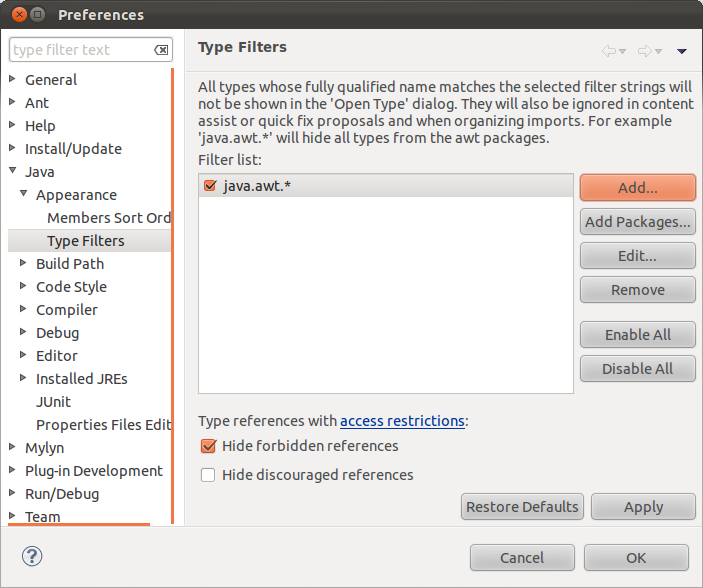 Preferences
type filter text
General
Ant
Help
Install/Update
Java
Appearance
Members Sort Ord
Type Filters
Build Path
Code Style
Compiler
Debug
Editor
Installed JREs
JUnit
Properties Files Edit
Mylyn
Plug-in Development
Run/Debug
Team
Type Filters
All types whose fully qualified name matches the selected filter strings will
not be shown in the 'Open Type' dialog. They will also be ignored in content
assist or quick fix proposals and when organizing imports. For example
'java.awt.*' will hide all types from the awt packages.
Filter list:
java.awt.*
Add...
Add Packages...
Edit...
Remove
Enable All
Disable All
Type references with access restrictions:
Hide forbidden references
Hide discouraged references
Restore Defaults
Apply
?
Cancel
OK